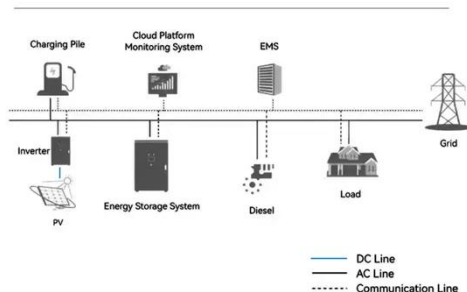 Charging Pile
Cloud Platform
Monitoring System
EMS
Inverter
Grid
PV
Energy Storage System
Diesel
Load
DC Line
AC Line
Communication Line